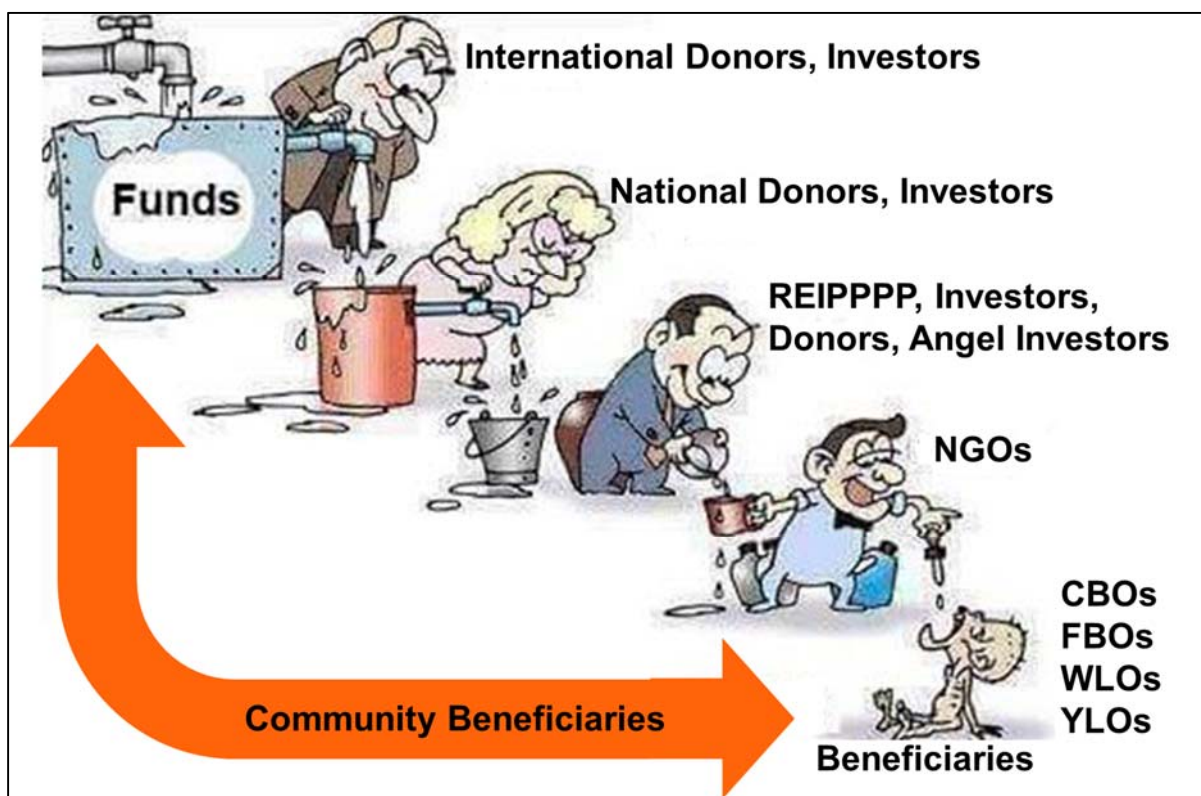 International Donors, Investors
Funds
National Donors, Investors
REIPPPP, Investors,
Donors, Angel Investors
NGOs
CBOs
FBOs
WLOs
YLOs
Community Beneficiaries
Beneficiaries